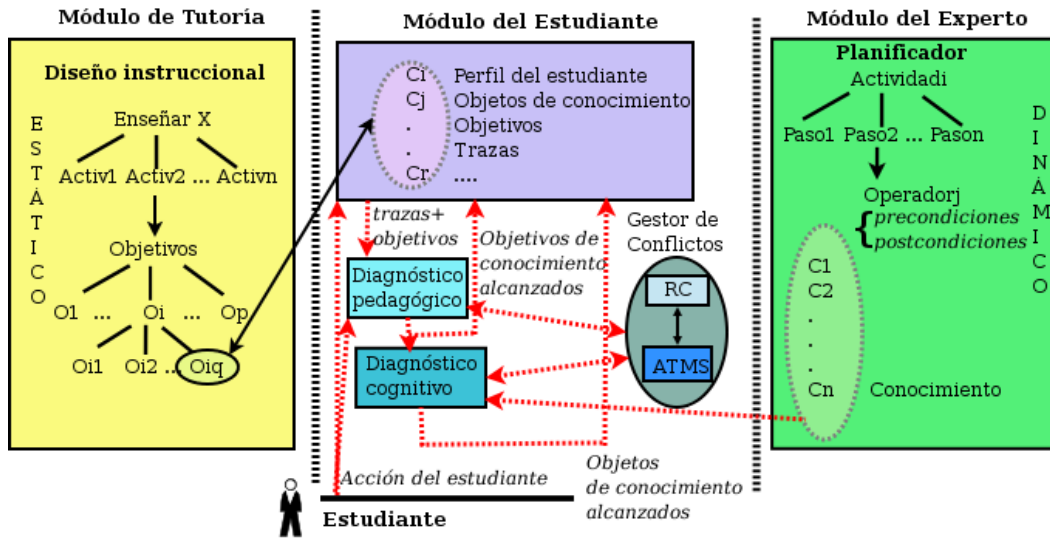 Módulo de Tutoría
Diseño instruccional
ESTÁTICO
Enseñar X
Activ1 Activ2 ... Activn
Objetivos
O1 ... Oi ... Op
Oi1 Oi2 ... Oiq
Módulo del Estudiante
Ci Perfil del estudiante
Cj Objetos de conocimiento
. Objetivos
. Trazas
Cr ....
trazas+
objetivos
Objetivos de
conocimiento
alcanzados
Gestor de
Conflictos
RC
ATMS
Diagnóstico
pedagógico
Diagnóstico
cognitivo
Acción del estudiante
Estudiante
Objetos
de conocimiento
alcanzados
Módulo del Experto
Planificador
Actividadi
DINÁMICO
Paso1 Paso2 ... Pason
Operadorj
{ precondiciones
postcondiciones
C1
C2
.
.
.
Cn Conocimiento